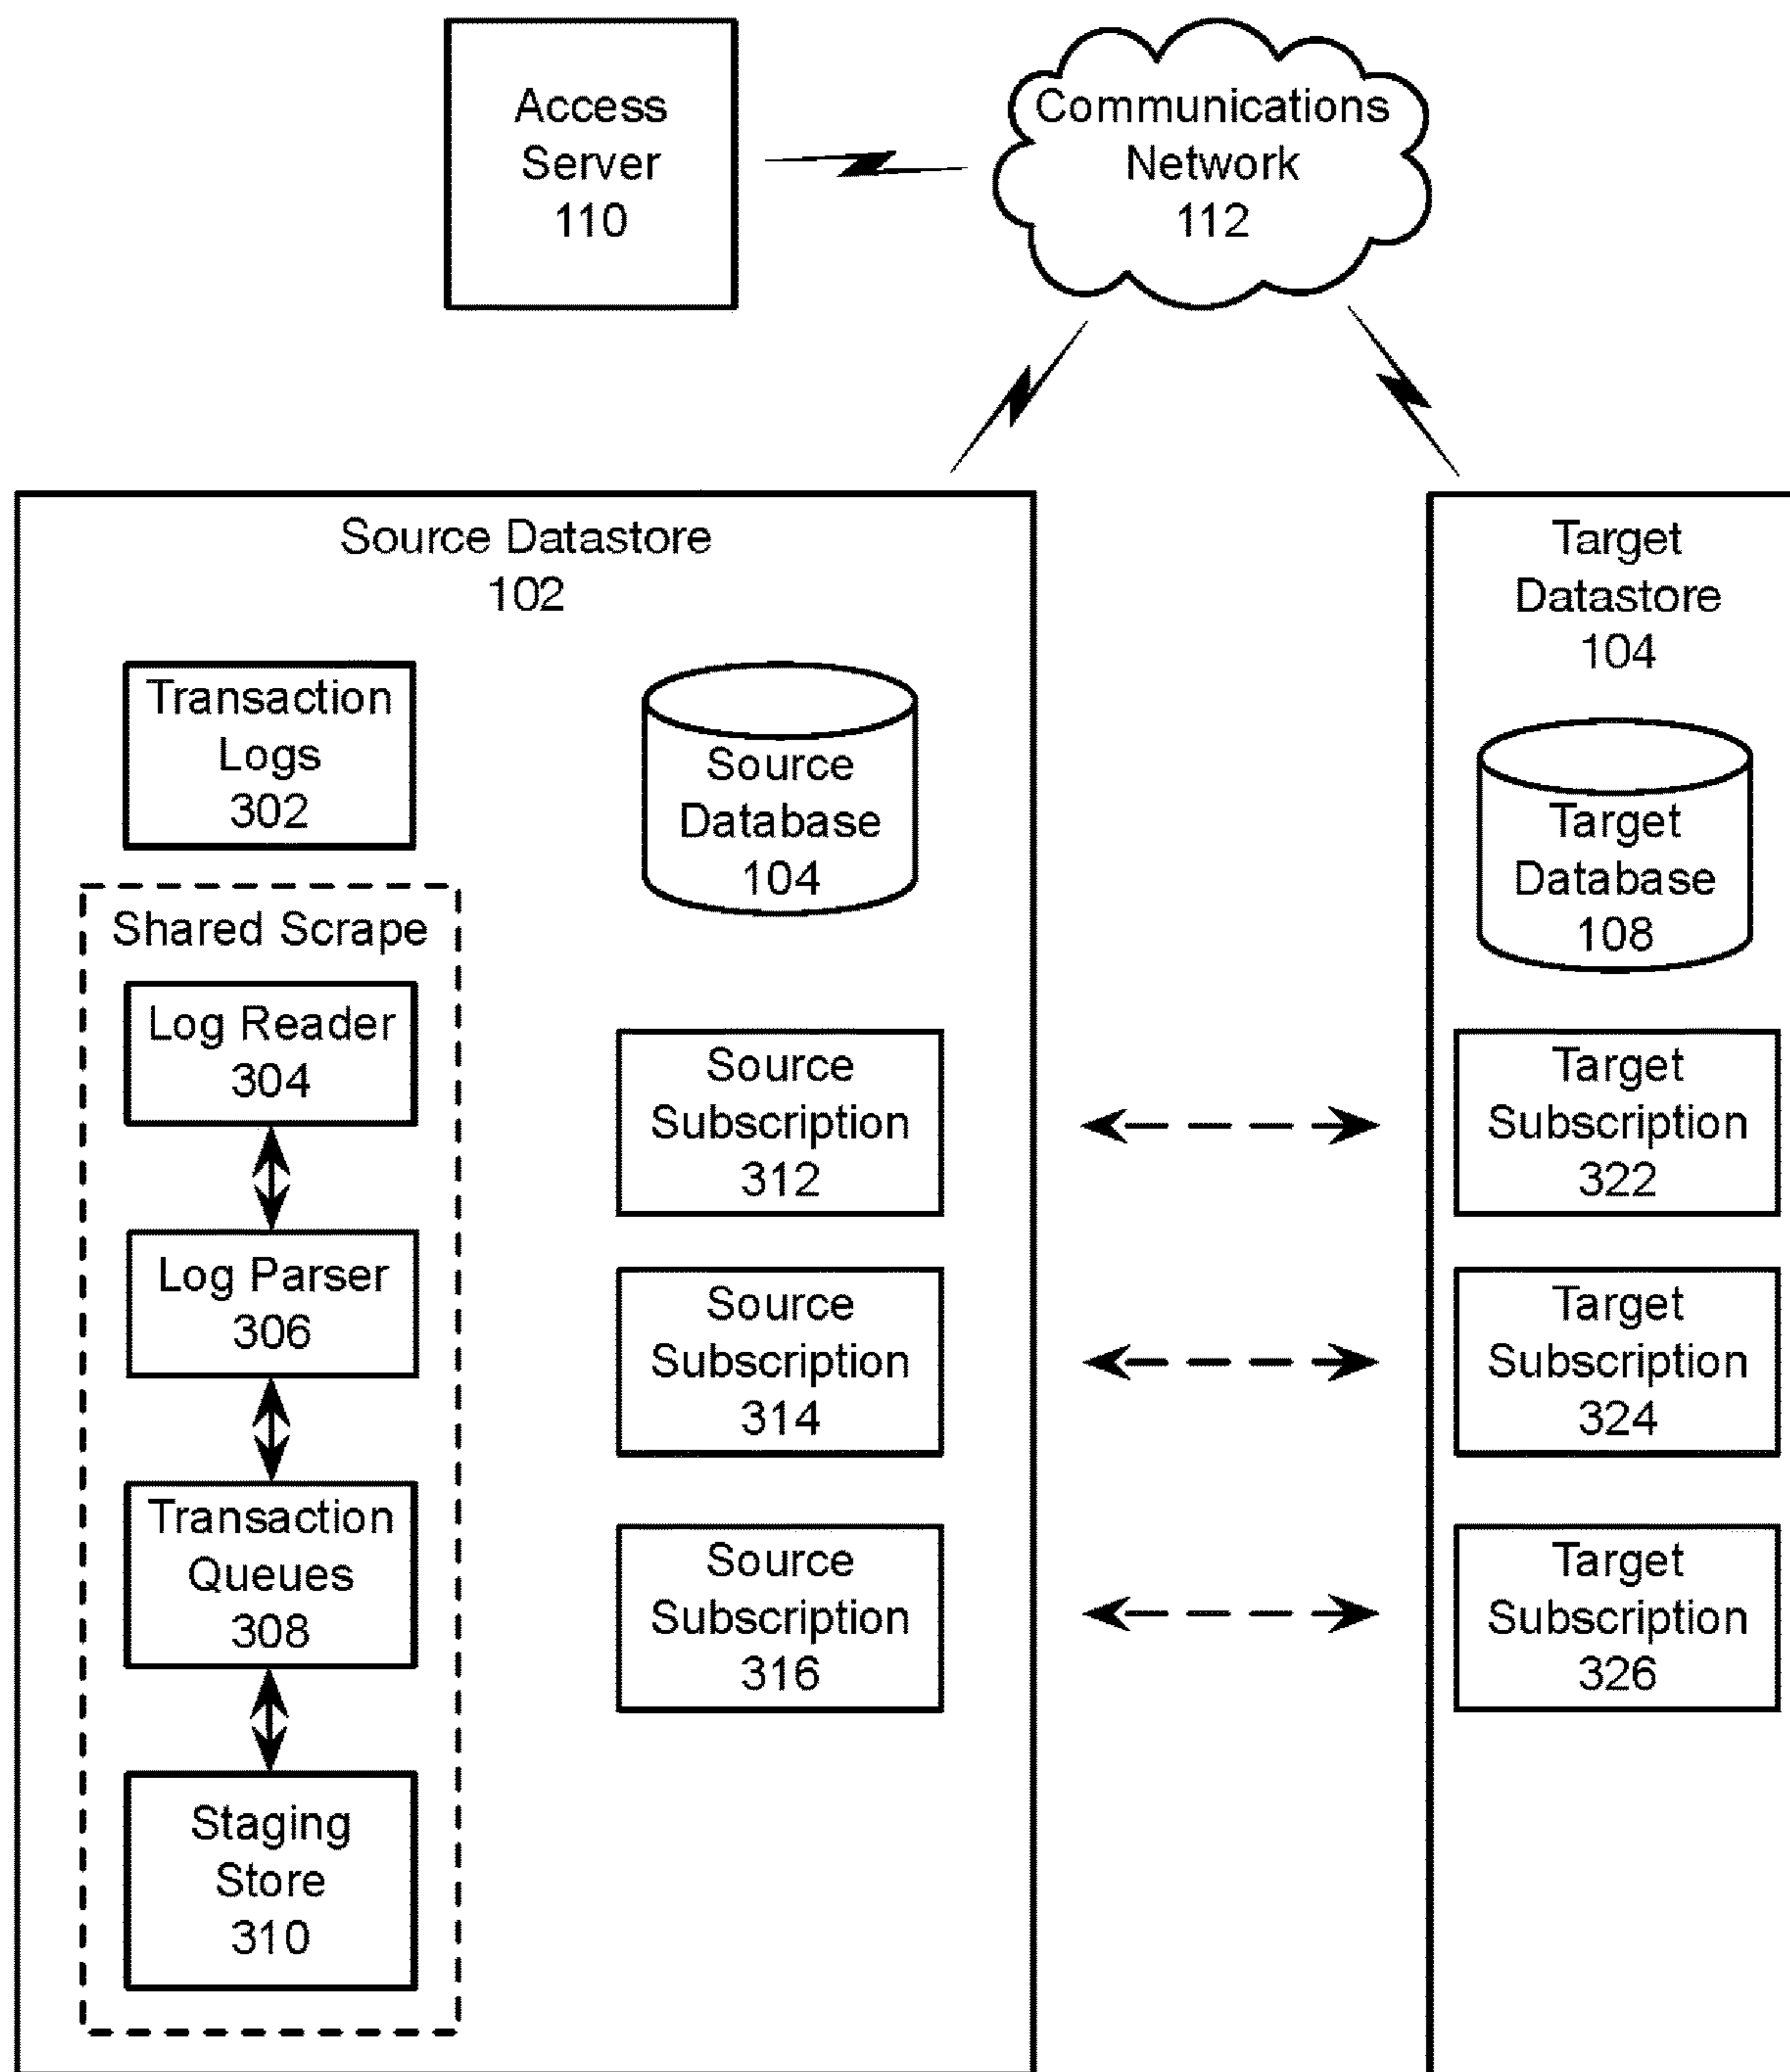 Access
Server
110
Communications
Network
112
Source Datastore
102
Transaction
Logs
302
Source
Database
104
Shared Scrape
Log Reader
304
Log Parser
306
Transaction
Queues
308
Staging
Store
310
Source
Subscription
312
Source
Subscription
314
Source
Subscription
316
Target
Datastore
104
Target
Database
108
Target
Subscription
322
Target
Subscription
324
Target
Subscription
326